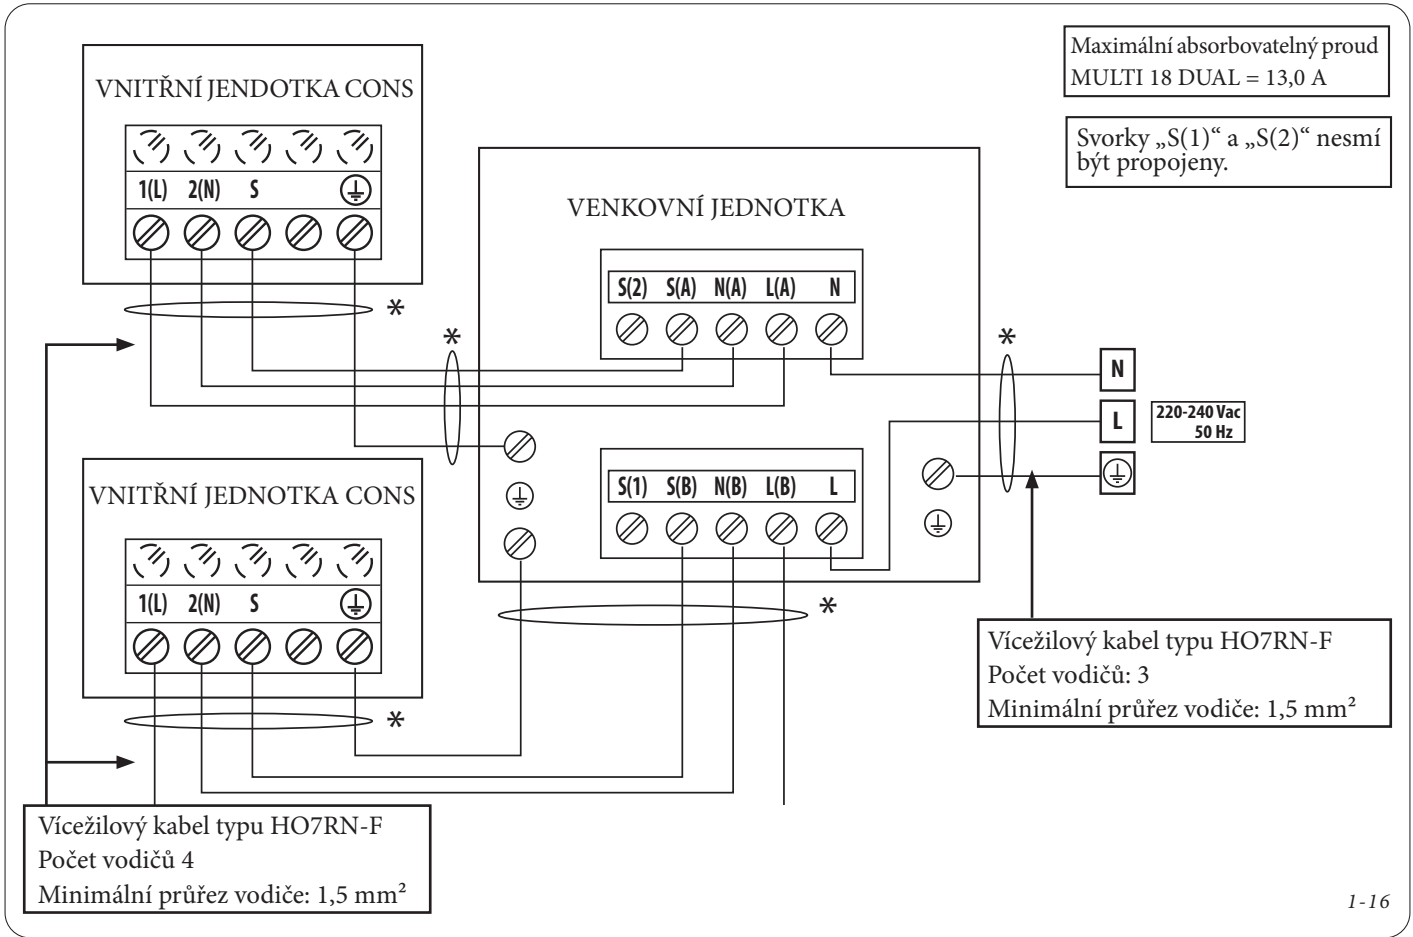 VNITŘNÍ JENDOTKA CONS
1(L) 2(N) S
*
Maximální absorbovatelný proud
MULTI 18 DUAL = 13,0 A
Svorky „S(1)“ a „S(2)“ nesmí
být propojeny.
VENKOVNÍ JEDNOTKA
S(2) S(A) N(A) L(A) N
*
*
N
L
220-240 Vac
50 Hz
S(1) S(B) N(B) L(B) L
*
VNITŘNÍ JEDNOTKA CONS
1(L) 2(N) S
*
Vícežilový kabel typu HO7RN-F
Počet vodičů: 3
Minimální průřez vodiče: 1,5 mm²
Vícežilový kabel typu HO7RN-F
Počet vodičů 4
Minimální průřez vodiče: 1,5 mm²
1-16